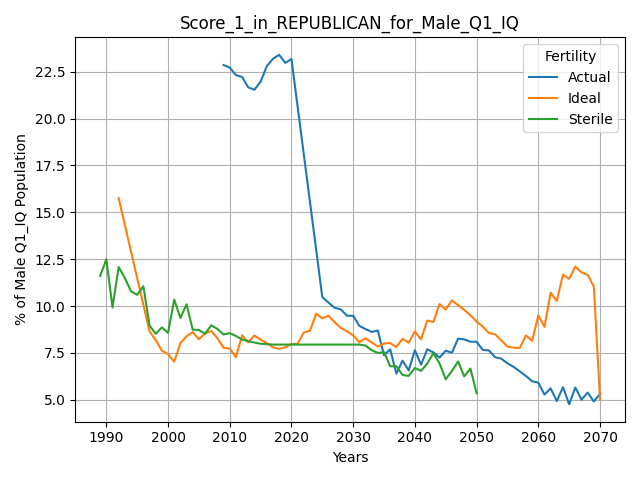 Score_1_in_REPUBLICAN_for_Male_Q1_IQ
Fertility
Actual
Ideal
Sterile
% of Male Q1_IQ Population
22.5
20.0
17.5
15.0
12.5
10.0
7.5
5.0
1990 2000 2010 2020 2030 2040 2050 2060 2070
Years